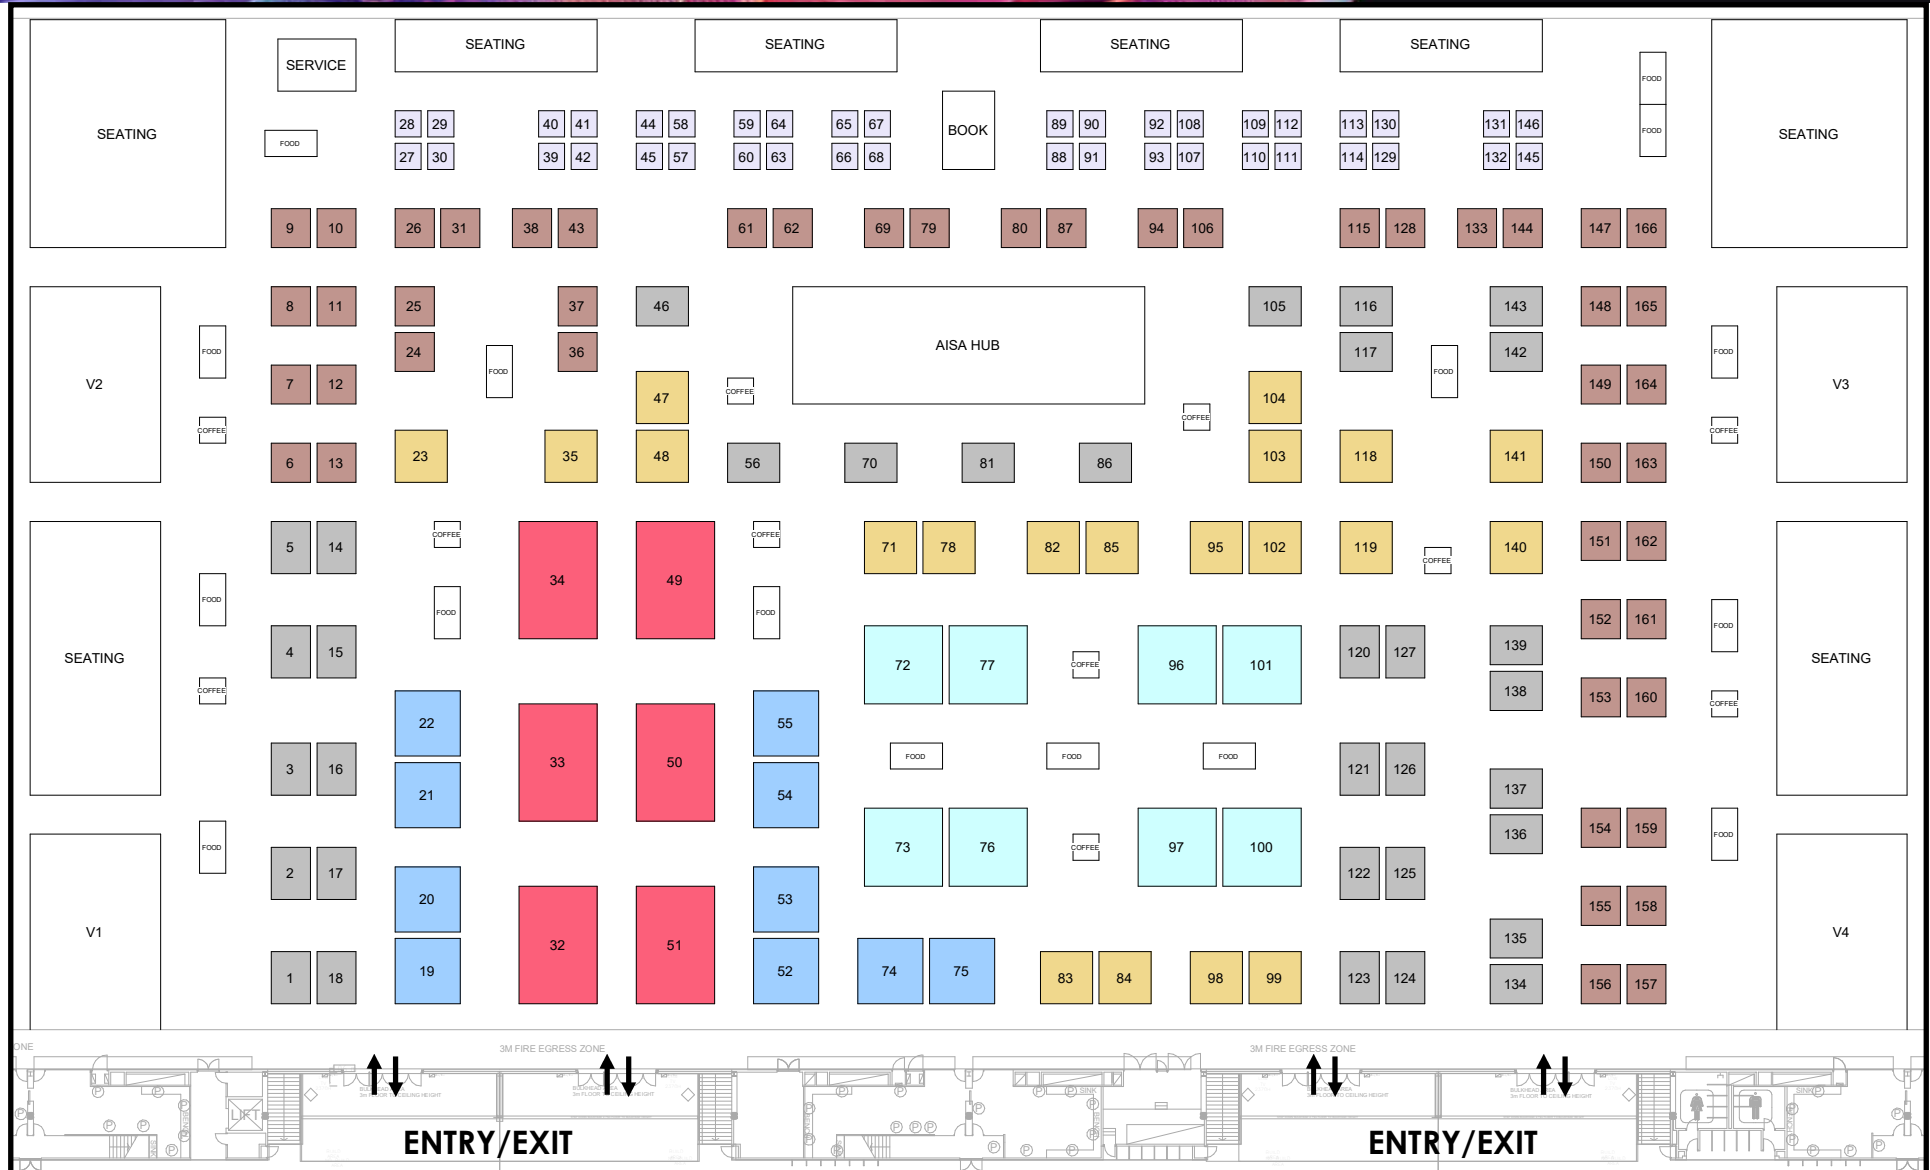 SEATING SEATING SEATING SEATING
SERVICE
SEATING
FOOD
BOOK
FOOD
FOOD
SEATING
28 29 40 41 44 58 59 64 65 67 89 90 92 108 109 112 113 130 131 146
27 30 39 42 45 57 60 63 66 68 88 91 93 107 110 111 114 129 132 145
9 10 26 31 38 43 61 62 69 79 80 87 94 106 115 128 133 144 147 166
8 11 25 37 46 105 116 143 148 165
FOOD 24 FOOD 36 AISA HUB 117 FOOD 142 FOOD
V2 7 12 47 COFFEE 104 149 164 V3
COFFEE COFFEE COFFEE
6 13 23 35 48 56 70 81 86 103 118 141 150 163
5 14 COFFEE 34 49 COFFEE 71 78 82 85 95 102 119 COFFEE 140 151 162
FOOD FOOD FOOD 152 161 FOOD
SEATING 4 15 72 77 COFFEE 96 101 120 127 139 SEATING
COFFEE 138 153 160 COFFEE
22 55
3 16 33 50 FOOD FOOD FOOD 121 126
21 54 137
FOOD 73 76 COFFEE 97 100 136 154 159 FOOD
2 17 20 53 122 125 155 158
V1 32 51 135 V4
1 18 19 52 74 75 83 84 98 99 123 124 134 156 157
ONE
3M FIRE EGRESS ZONE 3M FIRE EGRESS ZONE
3m FLOOR TO CEILING HEIGHT
LIFT
SINK
ENTRY/EXIT ENTRY/EXIT